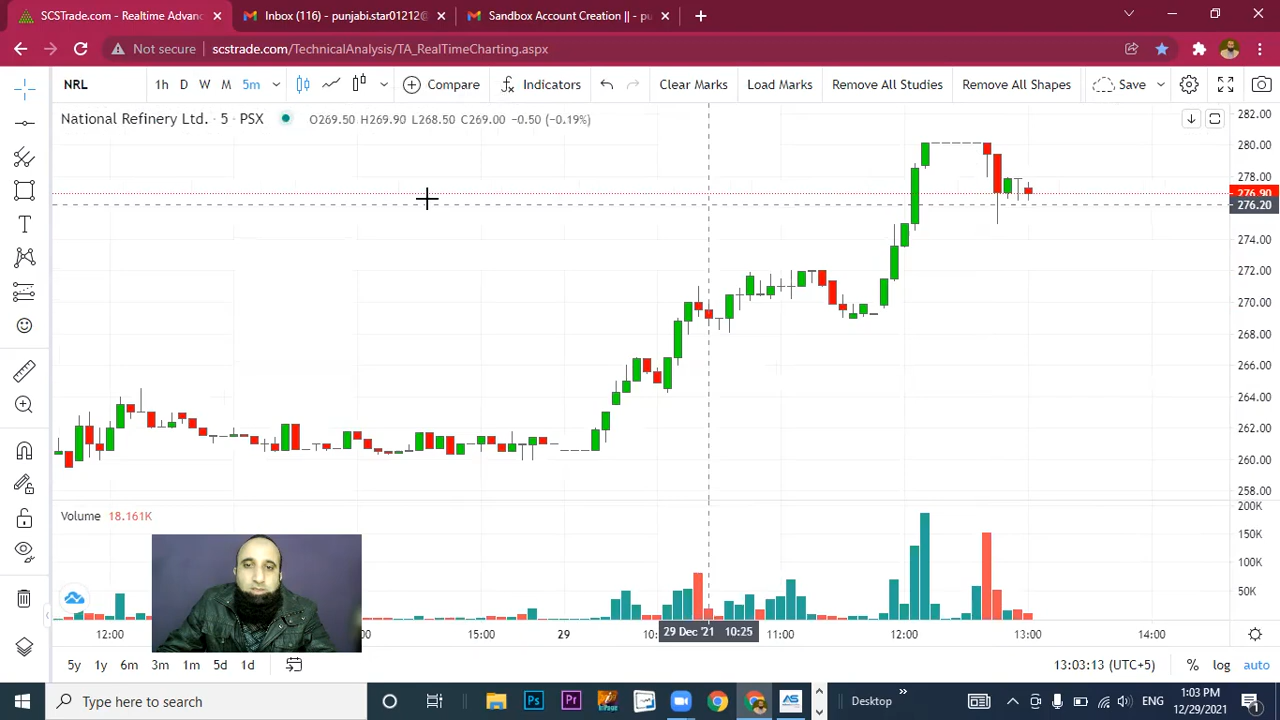 SCSTrade.com - Realtime Advanc
Inbox (116) - punjabi.star01212@
Sandbox Account Creation || - pu
Not secure
scstrade.com/TechnicalAnalysis/TA_RealTimeCharting.aspx
NRL 1h D W M 5m Compare Indicators Clear Marks Load Marks Remove All Studies Remove All Shapes Save
National Refinery Ltd. · 5 · PSX O269.50 H269.90 L268.50 C269.00 −0.50 (−0.19%)
282.00
280.00
278.00
276.90
276.20
274.00
272.00
270.00
268.00
266.00
264.00
262.00
260.00
258.00
Volume 18.161K
200K
150K
100K
50K
12:00 :00 15:00 29 10: 29 Dec '21 10:25 11:00 12:00 13:00 14:00
5y 1y 6m 3m 1m 5d 1d 13:03:13 (UTC+5) % log auto
Type here to search
Ps
Pr
AS
Desktop
ENG
1:03 PM
12/29/2021
1